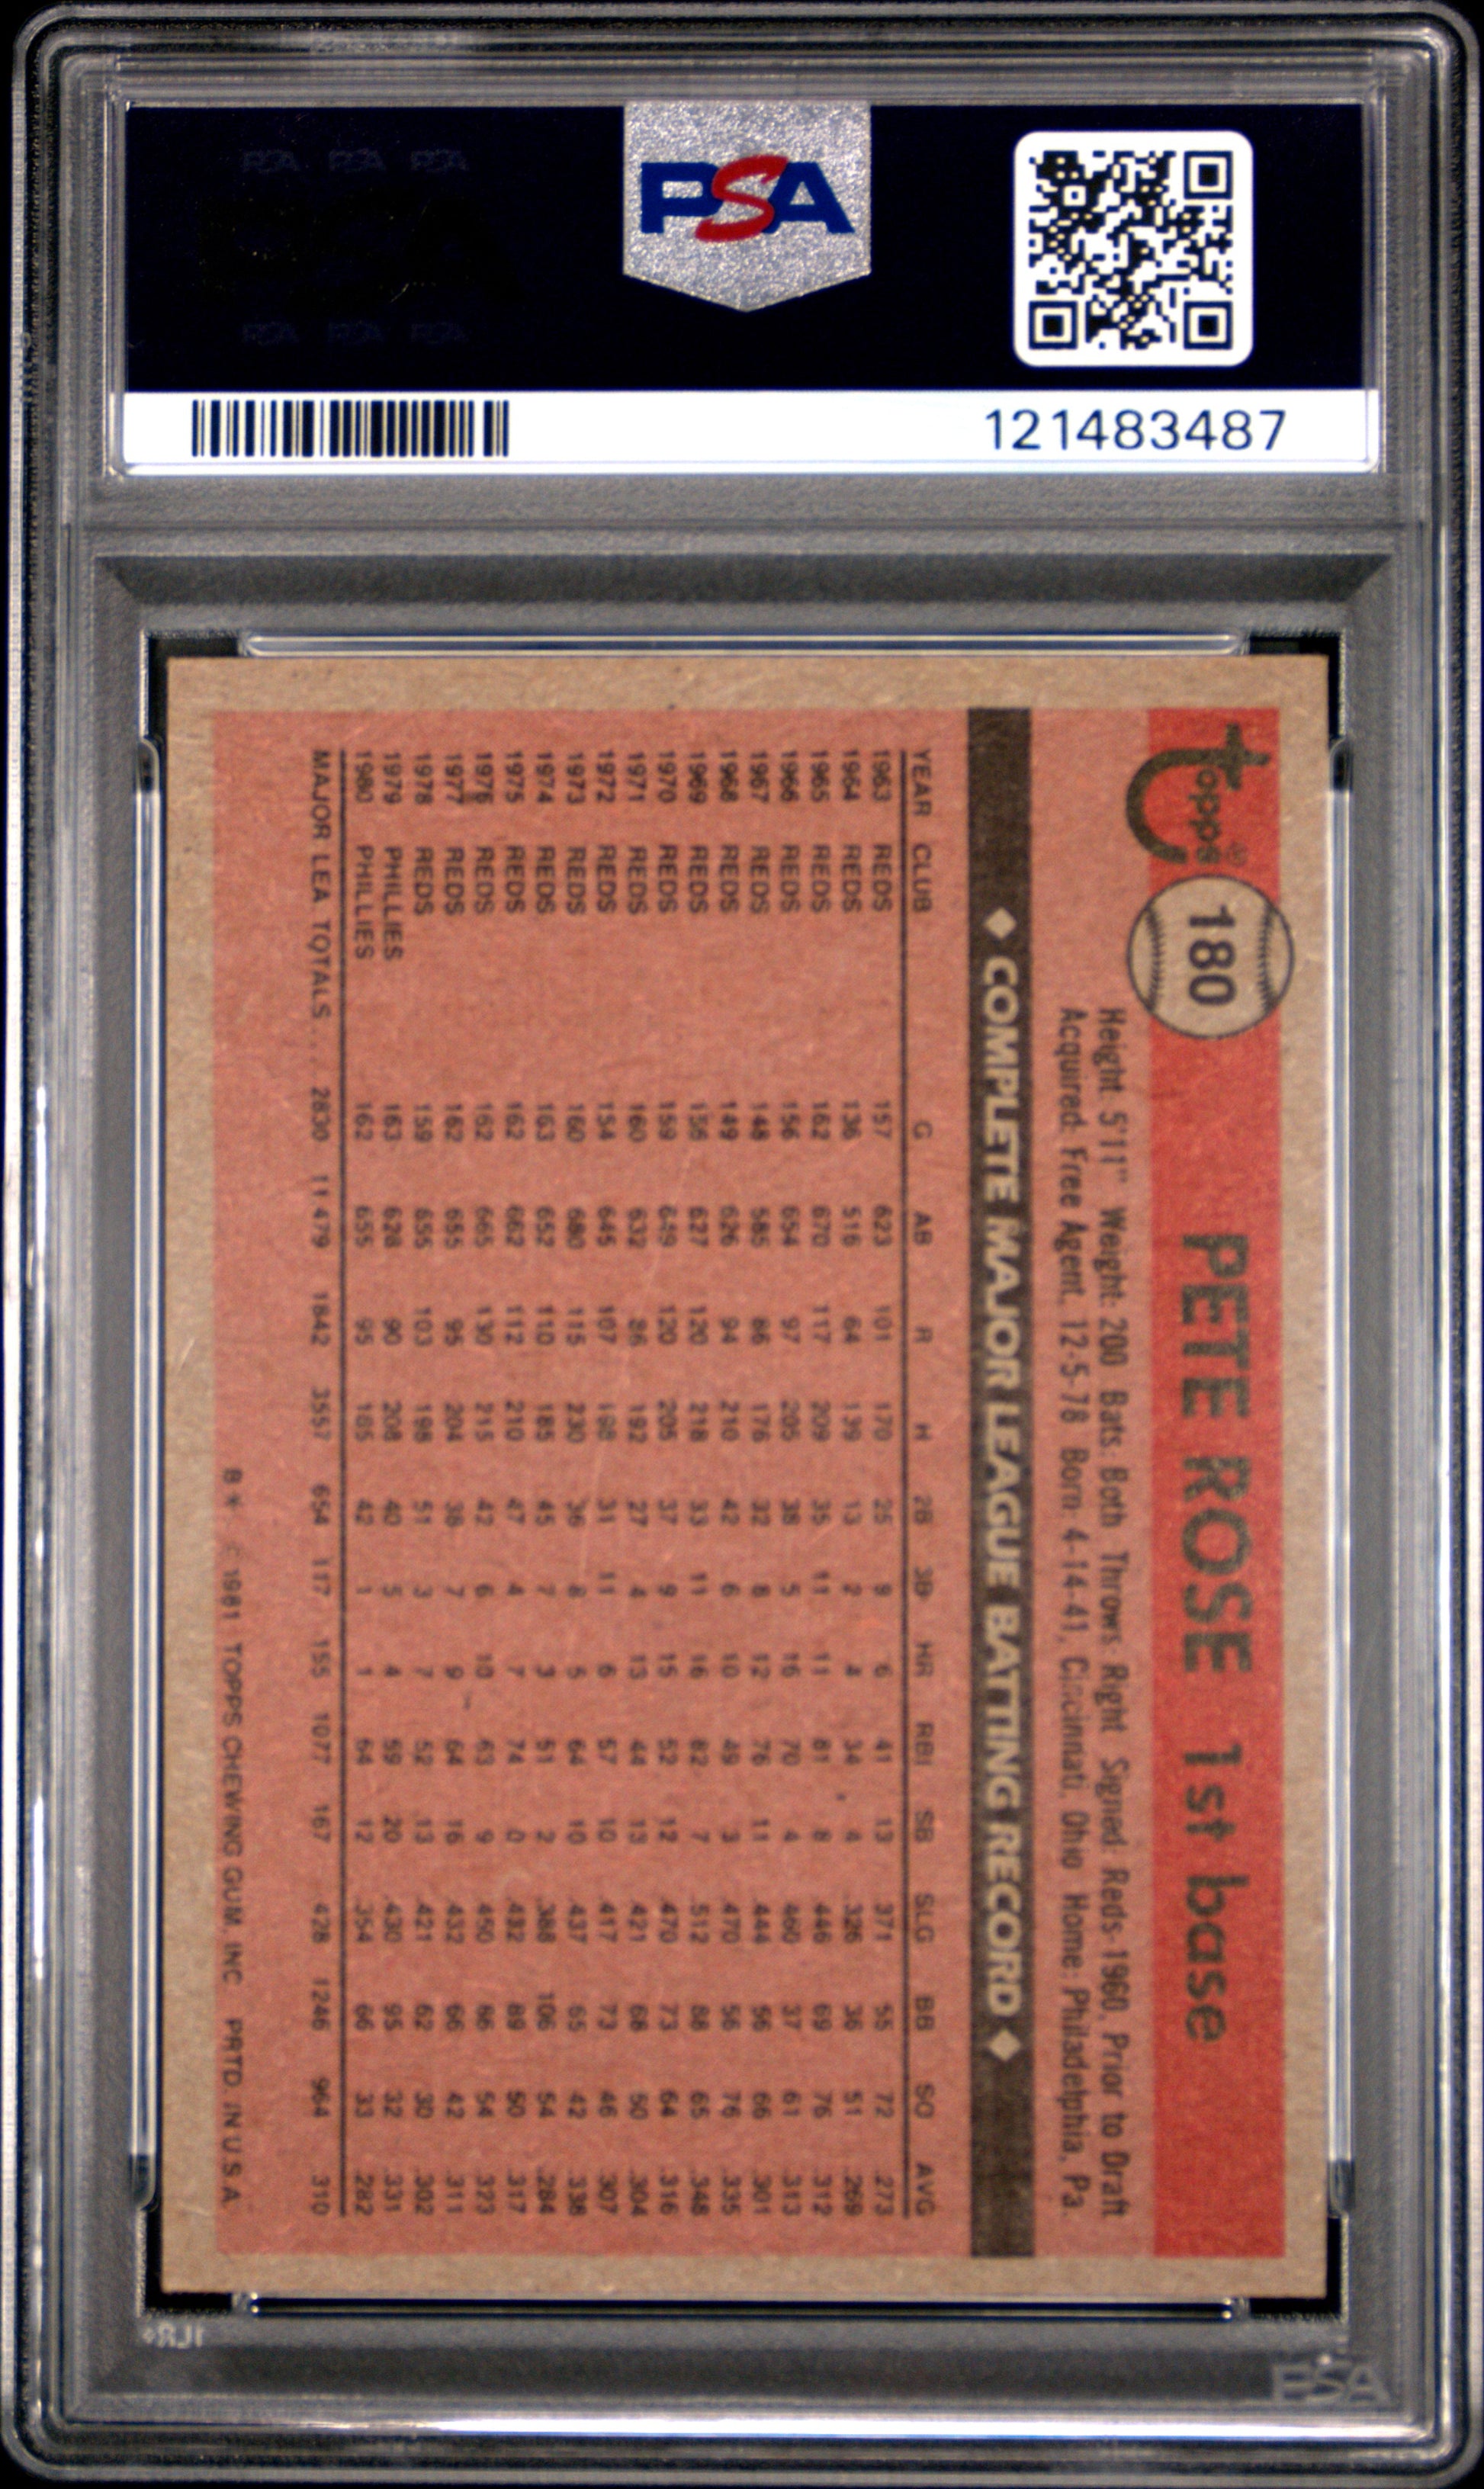 PSA PSA PSA
PSA
PSA PSA PSA
121483487
topps®
180
PETE ROSE 1st base
Height: 5'11" Weight: 200 Bats: Both Throws: Right Signed: Reds-1960, Prior to Draft
Acquired: Free Agent, 12-5-78 Born: 4-14-41, Cincinnati, Ohio Home: Philadelphia, Pa.
◆ COMPLETE MAJOR LEAGUE BATTING RECORD ◆
YEAR CLUB G AB R H 2B 3B HR RBI SB SLG BB SO AVG
1963 REDS 157 623 101 170 25 9 6 41 13 .371 55 72 .273
1964 REDS 136 516 64 139 13 2 4 34 4 .326 36 51 .269
1965 REDS 162 670 117 209 35 11 11 81 8 .446 69 76 .312
1966 REDS 156 654 97 205 38 5 16 70 4 .460 37 61 .313
1967 REDS 148 585 86 176 32 8 12 76 11 .444 56 66 .301
1968 REDS 149 626 94 210 42 6 10 49 3 .470 56 76 .335
1969 REDS 156 627 120 218 33 11 16 82 7 .512 88 65 .348
1970 REDS 159 649 120 205 37 9 15 52 12 .470 73 64 .316
1971 REDS 160 632 86 192 27 4 13 44 13 .421 68 50 .304
1972 REDS 154 645 107 198 31 11 6 57 10 .417 73 46 .307
1973 REDS 160 680 115 230 36 8 5 64 10 .437 65 42 .338
1974 REDS 163 652 110 185 45 7 3 51 2 .388 106 54 .284
1975 REDS 162 662 112 210 47 4 7 74 0 .432 89 50 .317
1976 REDS 162 665 130 215 42 6 10 63 9 .450 86 54 .323
1977 REDS 162 655 95 204 38 7 9 64 16 .432 66 42 .311
1978 REDS 159 655 103 198 51 3 7 52 13 .421 62 30 .302
1979 PHILLIES 163 628 90 208 40 5 4 59 20 .430 95 32 .331
1980 PHILLIES 162 655 95 185 42 1 1 64 12 .354 66 33 .282
MAJOR LEA TOTALS... 2830 11479 1842 3557 654 117 155 1077 167 .428 1246 964 .310
B* © 1981 TOPPS CHEWING GUM, INC. PRTD. IN U.S.A.
PSA